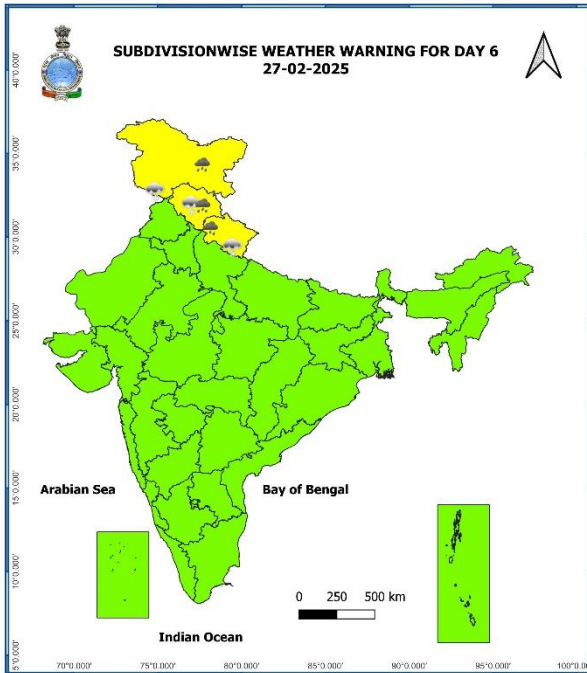 SUBDIVISIONWISE WEATHER WARNING FOR DAY 6
27-02-2025
40°0.000'
35°0.000'
30°0.000'
25°0.000'
20°0.000'
15°0.000'
10°0.000'
5°0.000'
Arabian Sea
Bay of Bengal
0 250 500 km
Indian Ocean
70°0.000' 75°0.000' 80°0.000' 85°0.000' 90°0.000' 95°0.000' 100°0.0